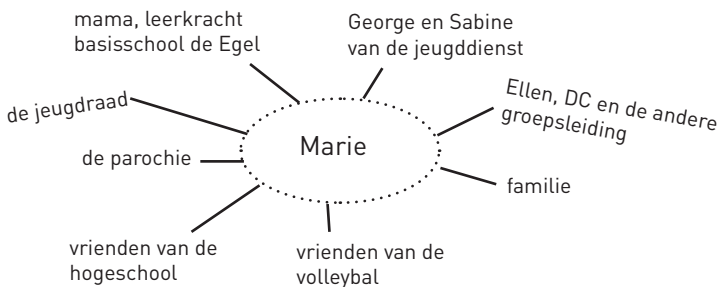 mama, leerkracht
basisschool de Egel
George en Sabine
van de jeugddienst
de jeugdraad
Ellen, DC en de andere
groepsleiding
Marie
de parochie
familie
vrienden van de
hogeschool
vrienden van de
volleybal